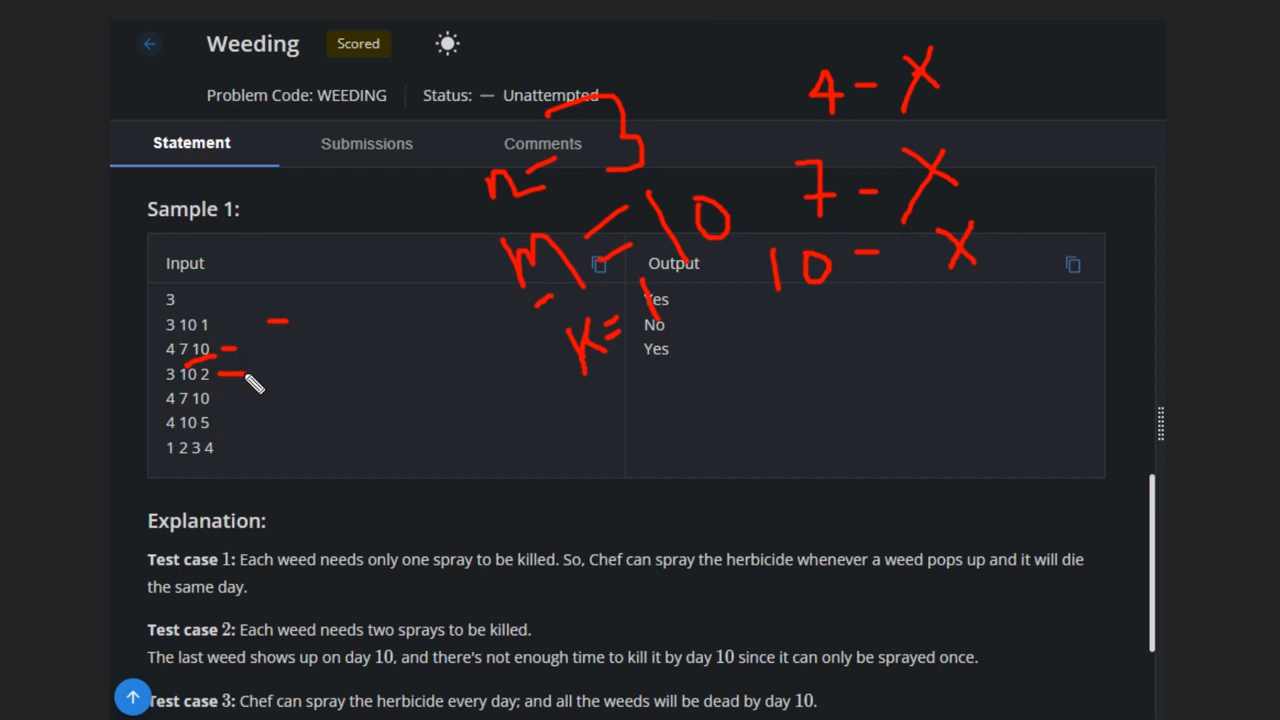 Weeding Scored
Problem Code: WEEDING Status: — Unattempted
Statement Submissions Comments
4 - X
n = 3
7 - X
m = 10
10 - X
k = 1
Sample 1:
Input Output
3
3 10 1
4 7 10
3 10 2
4 7 10
4 10 5
1 2 3 4
Yes
No
Yes
Explanation:
Test case 1: Each weed needs only one spray to be killed. So, Chef can spray the herbicide whenever a weed pops up and it will die
the same day.
Test case 2: Each weed needs two sprays to be killed.
The last weed shows up on day 10, and there's not enough time to kill it by day 10 since it can only be sprayed once.
Test case 3: Chef can spray the herbicide every day; and all the weeds will be dead by day 10.